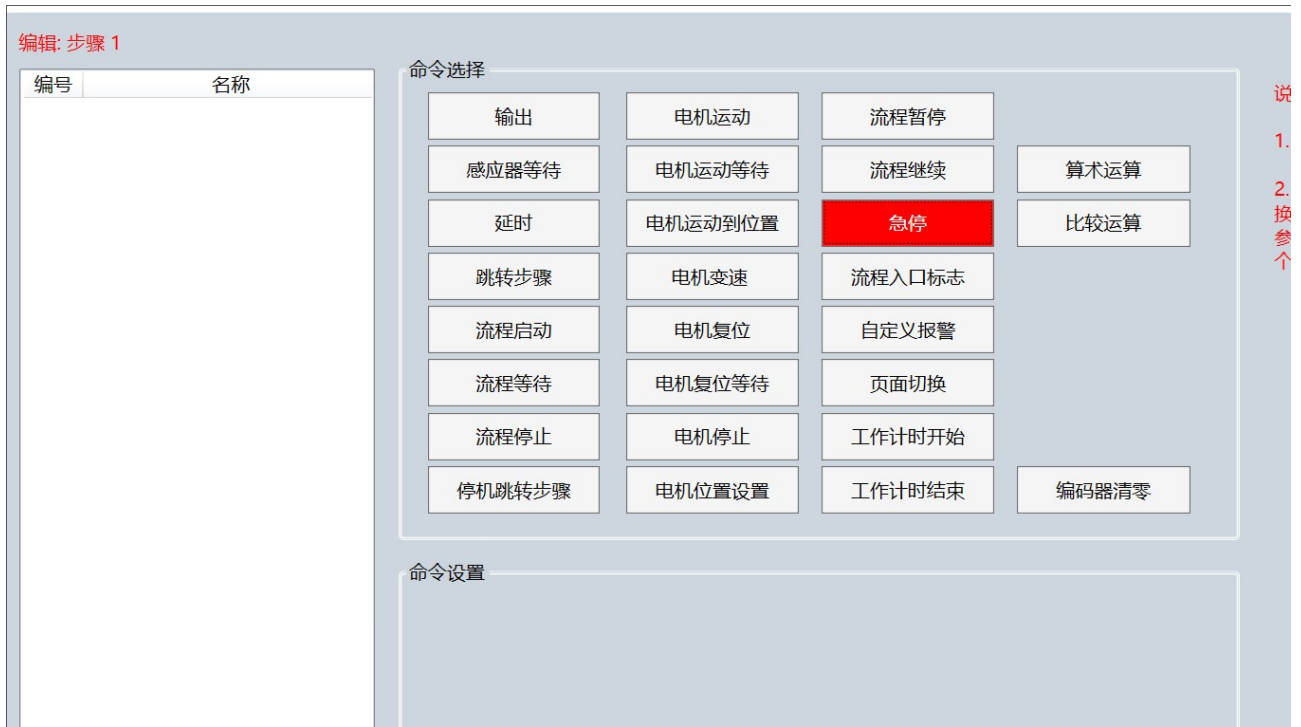 编辑: 步骤 1
编号 名称
命令选择
输出 电机运动 流程暂停
感应器等待 电机运动等待 流程继续 算术运算
延时 电机运动到位置 急停 比较运算
跳转步骤 电机变速 流程入口标志
流程启动 电机复位 自定义报警
流程等待 电机复位等待 页面切换
流程停止 电机停止 工作计时开始
停机跳转步骤 电机位置设置 工作计时结束 编码器清零
命令设置
说
1.
2.
换
参
个